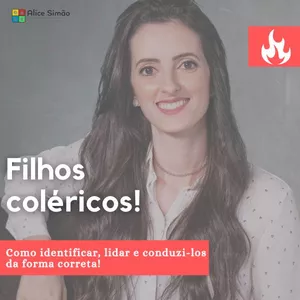 Alice Simão
Filhos
coléricos!
Como identificar, lidar e conduzi-los
da forma correta!